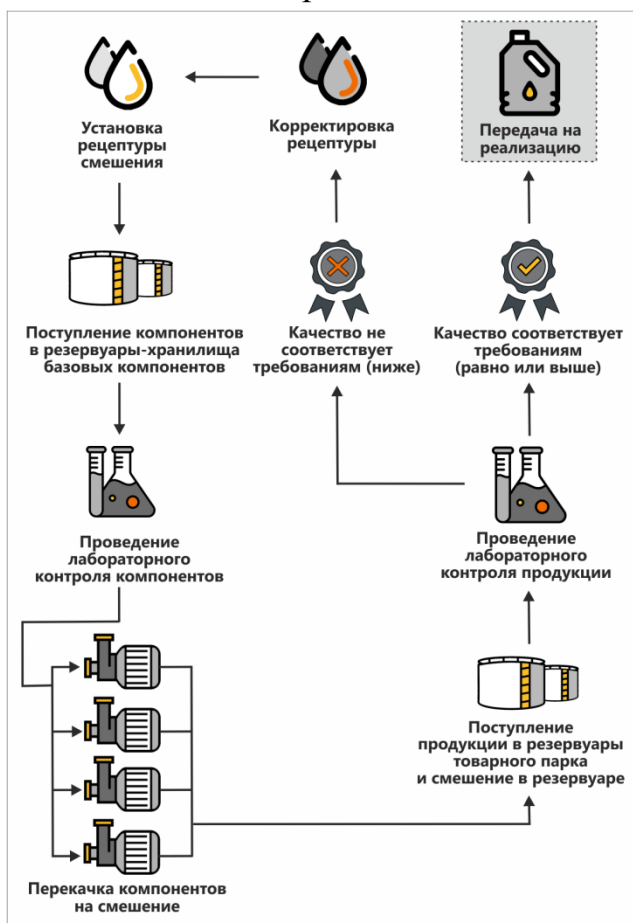 Установка
рецептуры
смешения
Корректировка
рецептуры
Передача на
реализацию
Поступление компонентов
в резервуары-хранилища
базовых компонентов
Качество не
соответствует
требованиям (ниже)
Качество соответствует
требованиям
(равно или выше)
Проведение
лабораторного
контроля компонентов
Проведение
лабораторного
контроля продукции
Поступление
продукции в резервуары
товарного парка
и смешение в резервуаре
Перекачка компонентов
на смешение